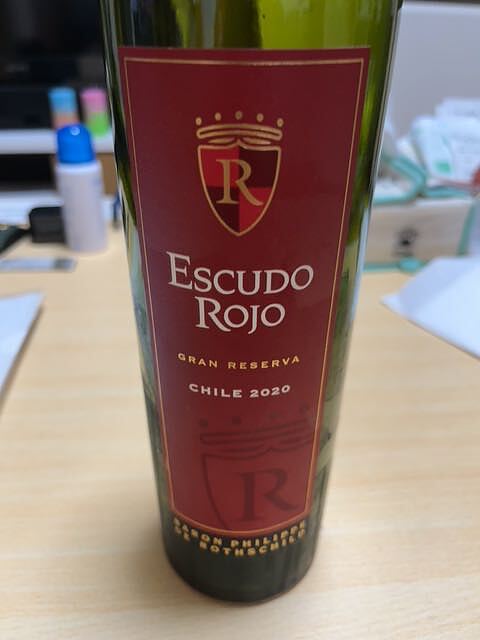 R
Escudo
Rojo
GRAN RESERVA
CHILE 2020
R
BARON PHILIPPE
DE ROTHSCHILD